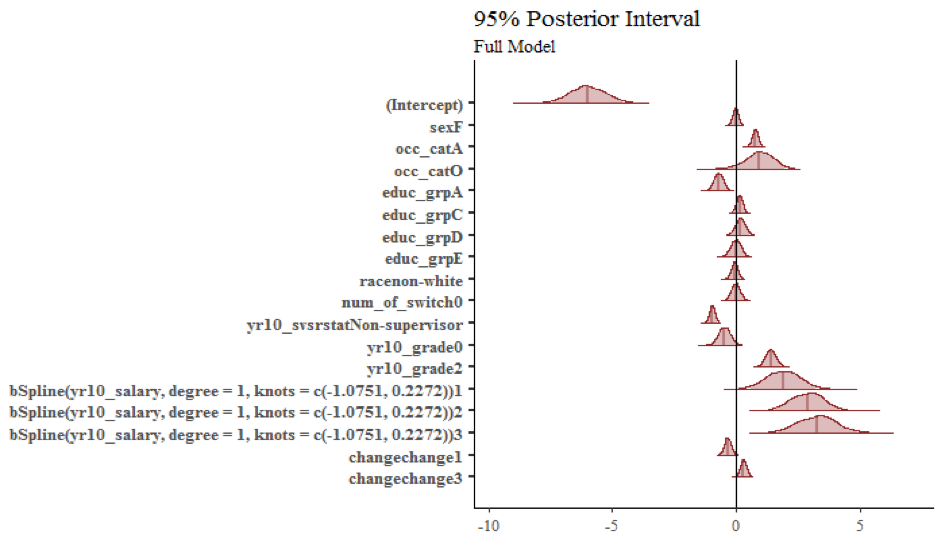 95% Posterior Interval
Full Model
(Intercept)
sexF
occ_catA
occ_catO
educ_grpA
educ_grpC
educ_grpD
educ_grpE
racenon-white
num_of_switch0
yr10_svsrstatNon-supervisor
yr10_grade0
yr10_grade2
bSpline(yr10_salary, degree = 1, knots = c(-1.0751, 0.2272))1
bSpline(yr10_salary, degree = 1, knots = c(-1.0751, 0.2272))2
bSpline(yr10_salary, degree = 1, knots = c(-1.0751, 0.2272))3
changechange1
changechange3
-10 -5 0 5